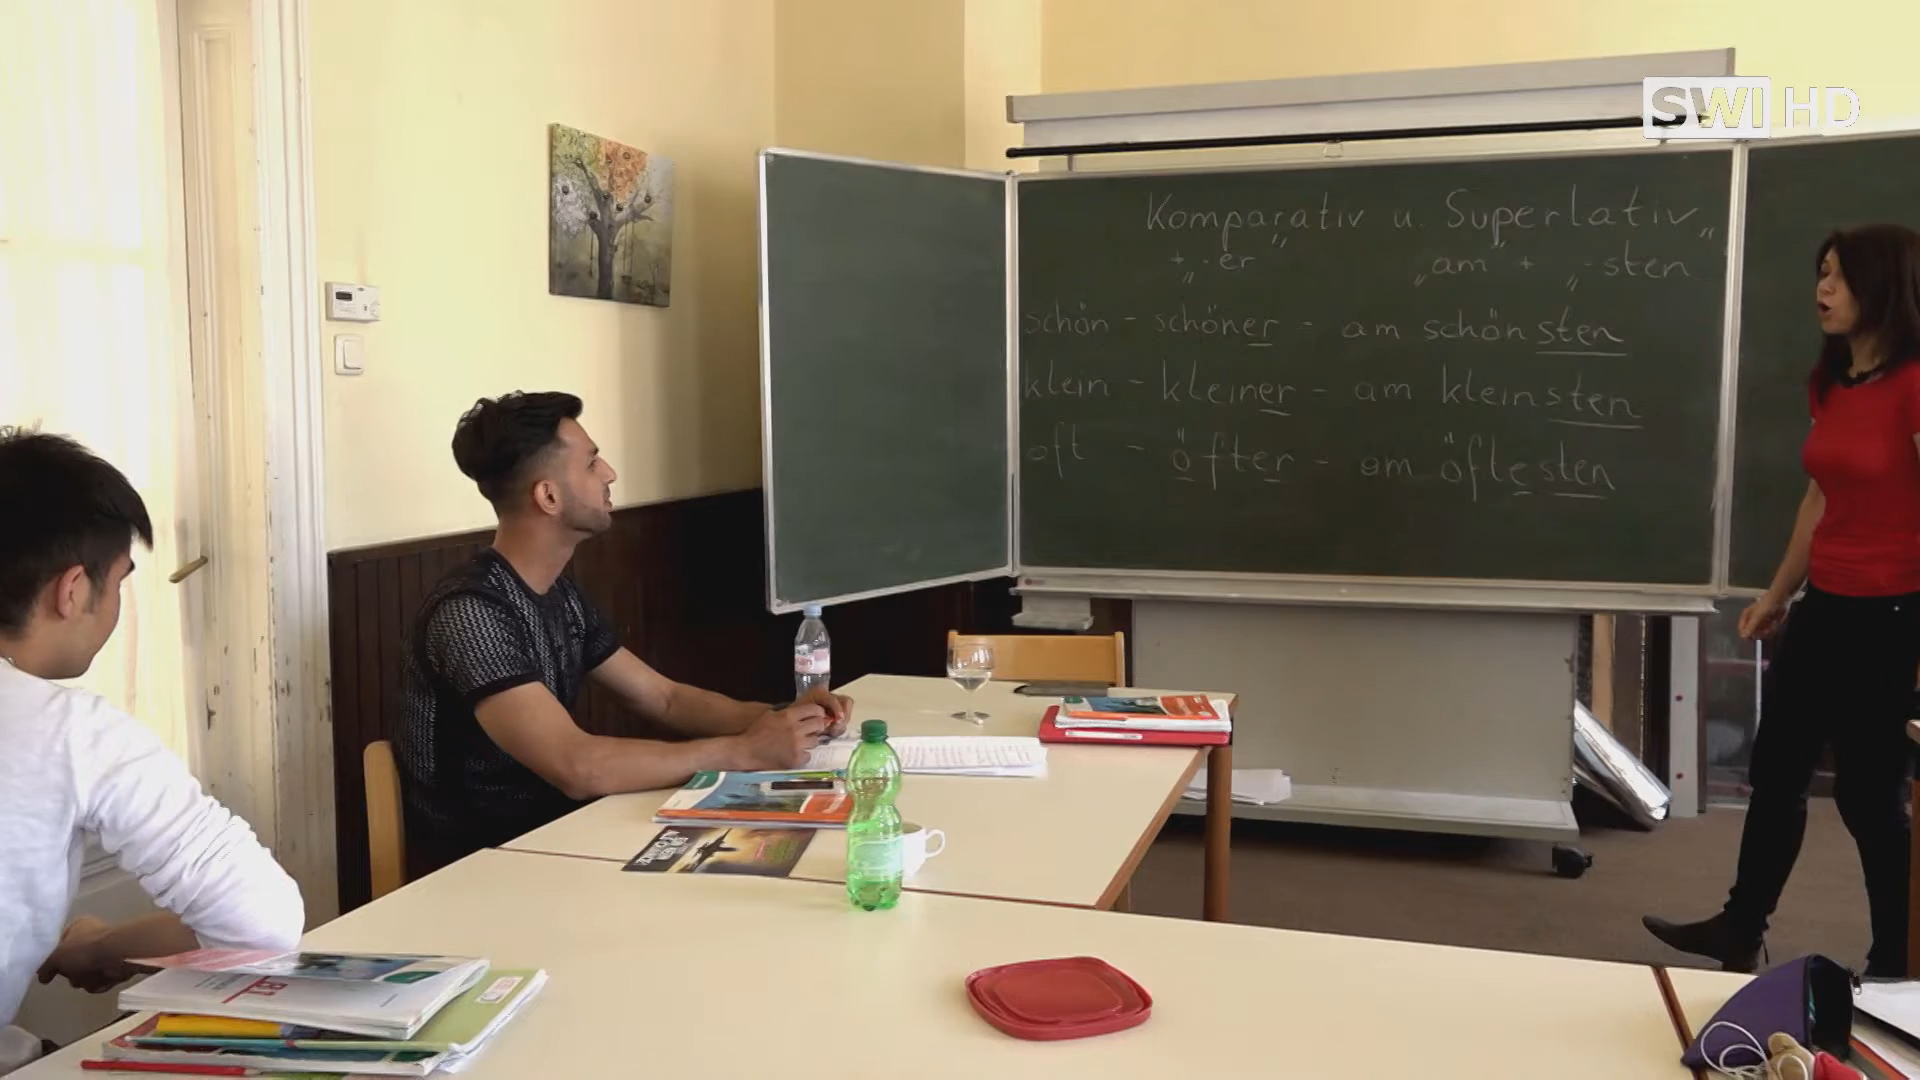 SWI HD
Komparativ u. Superlativ
+ „-er“ „am“ + „-sten“
schön - schöner - am schönsten
klein - kleiner - am kleinsten
oft - öfter - am öftesten
B1